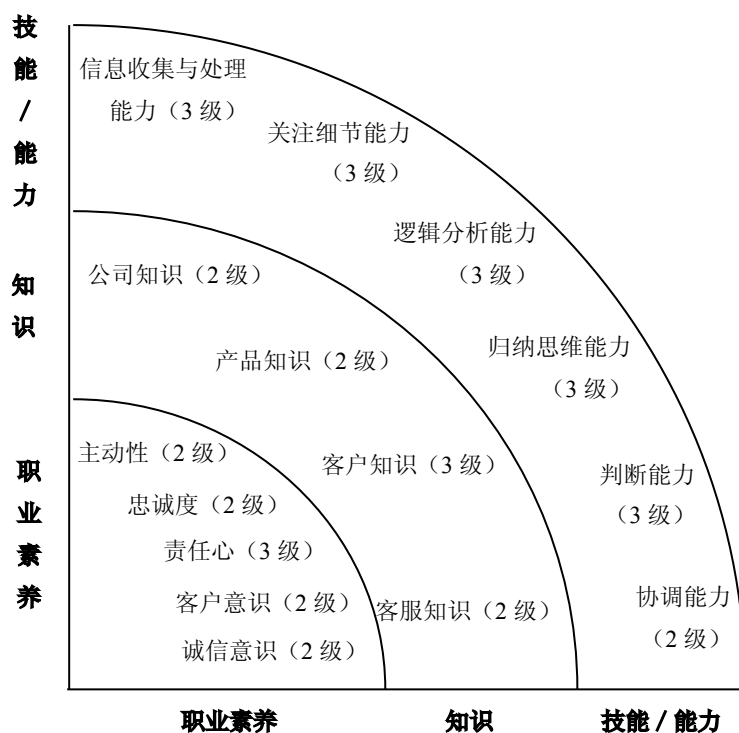 技能/能力
信息收集与处理
能力（3 级）
关注细节能力
（3 级）
逻辑分析能力
（3 级）
归纳思维能力
（3 级）
判断能力
（3 级）
协调能力
（2 级）
知识
公司知识（2 级）
产品知识（2 级）
客户知识（3 级）
客服知识（2 级）
职业素养
主动性（2 级）
忠诚度（2 级）
责任心（3 级）
客户意识（2 级）
诚信意识（2 级）
职业素养
知识
技能/能力